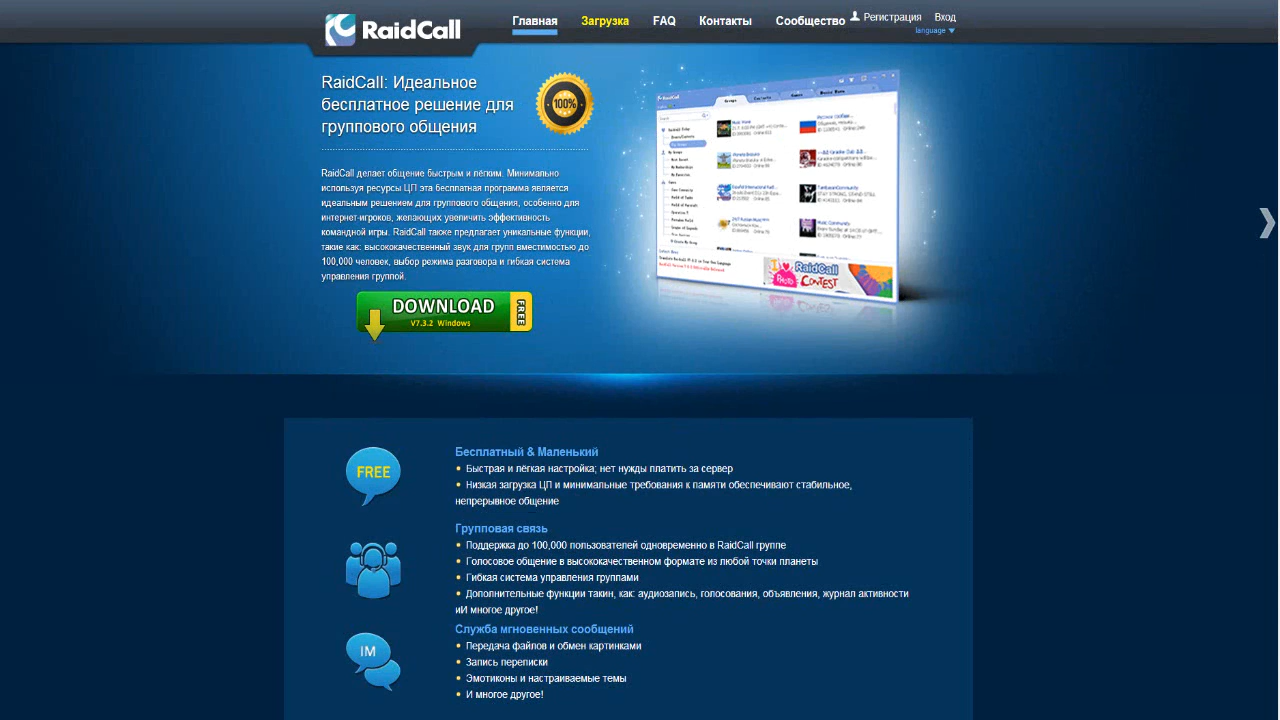 RaidCall
Главная Загрузка FAQ Контакты Сообщество Регистрация Вход
language
RaidCall: Идеальное
бесплатное решение для
группового общения
100%
RaidCall делает общение быстрым и лёгким. Минимально
используя ресурсы ЦП эта бесплатная программа является
идеальным решением для группового общения, особенно для
интернет-игроков, желающих увеличить эффективность
командной игры. RaidCall также предлагает уникальные функции,
такие как: высококачественный звук для групп вместимостью до
100,000 человек, выбор режима разговора и гибкая система
управления группой.
DOWNLOAD
V7.3.2 Windows
FREE
RaidCall
Groups
Contacts
I
RaidCall
PHOTO CONTEST
FREE
Бесплатный & Маленький
Быстрая и лёгкая настройка; нет нужды платить за сервер
Низкая загрузка ЦП и минимальные требования к памяти обеспечивают стабильное,
непрерывное общение
Групповая связь
Поддержка до 100,000 пользователей одновременно в RaidCall группе
Голосовое общение в высококачественном формате из любой точки планеты
Гибкая система управления группами
Дополнительные функции такин, как: аудиозапись, голосования, объявления, журнал активности
иИ многое другое!
IM
Служба мгновенных сообщений
Передача файлов и обмен картинками
Запись переписки
Эмотиконы и настраиваемые темы
И многое другое!